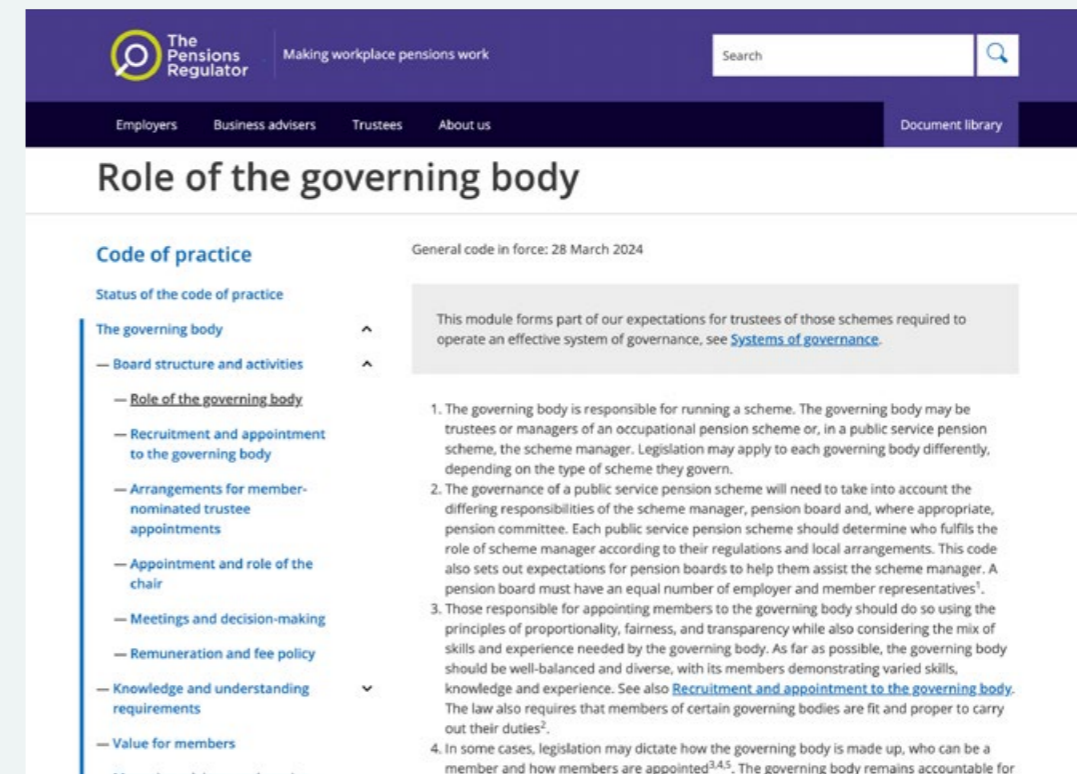 The
Pensions
Regulator
Making workplace pensions work
Search
Employers
Business advisers
Trustees
About us
Document library
Role of the governing body
Code of practice
Status of the code of practice
The governing body
— Board structure and activities
— Role of the governing body
— Recruitment and appointment
to the governing body
— Arrangements for member-
nominated trustee
appointments
— Appointment and role of the
chair
— Meetings and decision-making
— Remuneration and fee policy
— Knowledge and understanding
requirements
— Value for members
General code in force: 28 March 2024
This module forms part of our expectations for trustees of those schemes required to
operate an effective system of governance, see Systems of governance.
1. The governing body is responsible for running a scheme. The governing body may be
trustees or managers of an occupational pension scheme or, in a public service pension
scheme, the scheme manager. Legislation may apply to each governing body differently,
depending on the type of scheme they govern.
2. The governance of a public service pension scheme will need to take into account the
differing responsibilities of the scheme manager, pension board and, where appropriate,
pension committee. Each public service pension scheme should determine who fulfils the
role of scheme manager according to their regulations and local arrangements. This code
also sets out expectations for pension boards to help them assist the scheme manager. A
pension board must have an equal number of employer and member representatives¹.
3. Those responsible for appointing members to the governing body should do so using the
principles of proportionality, fairness, and transparency while also considering the mix of
skills and experience needed by the governing body. As far as possible, the governing body
should be well-balanced and diverse, with its members demonstrating varied skills,
knowledge and experience. See also Recruitment and appointment to the governing body.
The law also requires that members of certain governing bodies are fit and proper to carry
out their duties².
4. In some cases, legislation may dictate how the governing body is made up, who can be a
member and how members are appointed³,⁴,⁵. The governing body remains accountable for